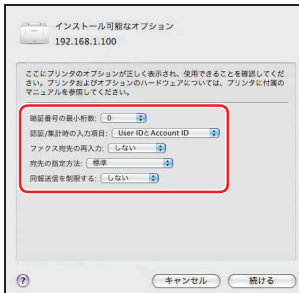 インストール可能なオプション
192.168.1.100
ここにプリンタのオプションが正しく表示され、使用できることを確認してくだ
さい。プリンタおよびオプションのハードウェアについては、プリンタに付属の
マニュアルを参照してください。
暗証番号の最小桁数: 0
認証/集計時の入力項目: User IDとAccount ID
ファクス宛先の再入力: しない
宛先の指定方法: 標準
同報送信を制限する: しない
?
キャンセル
続ける